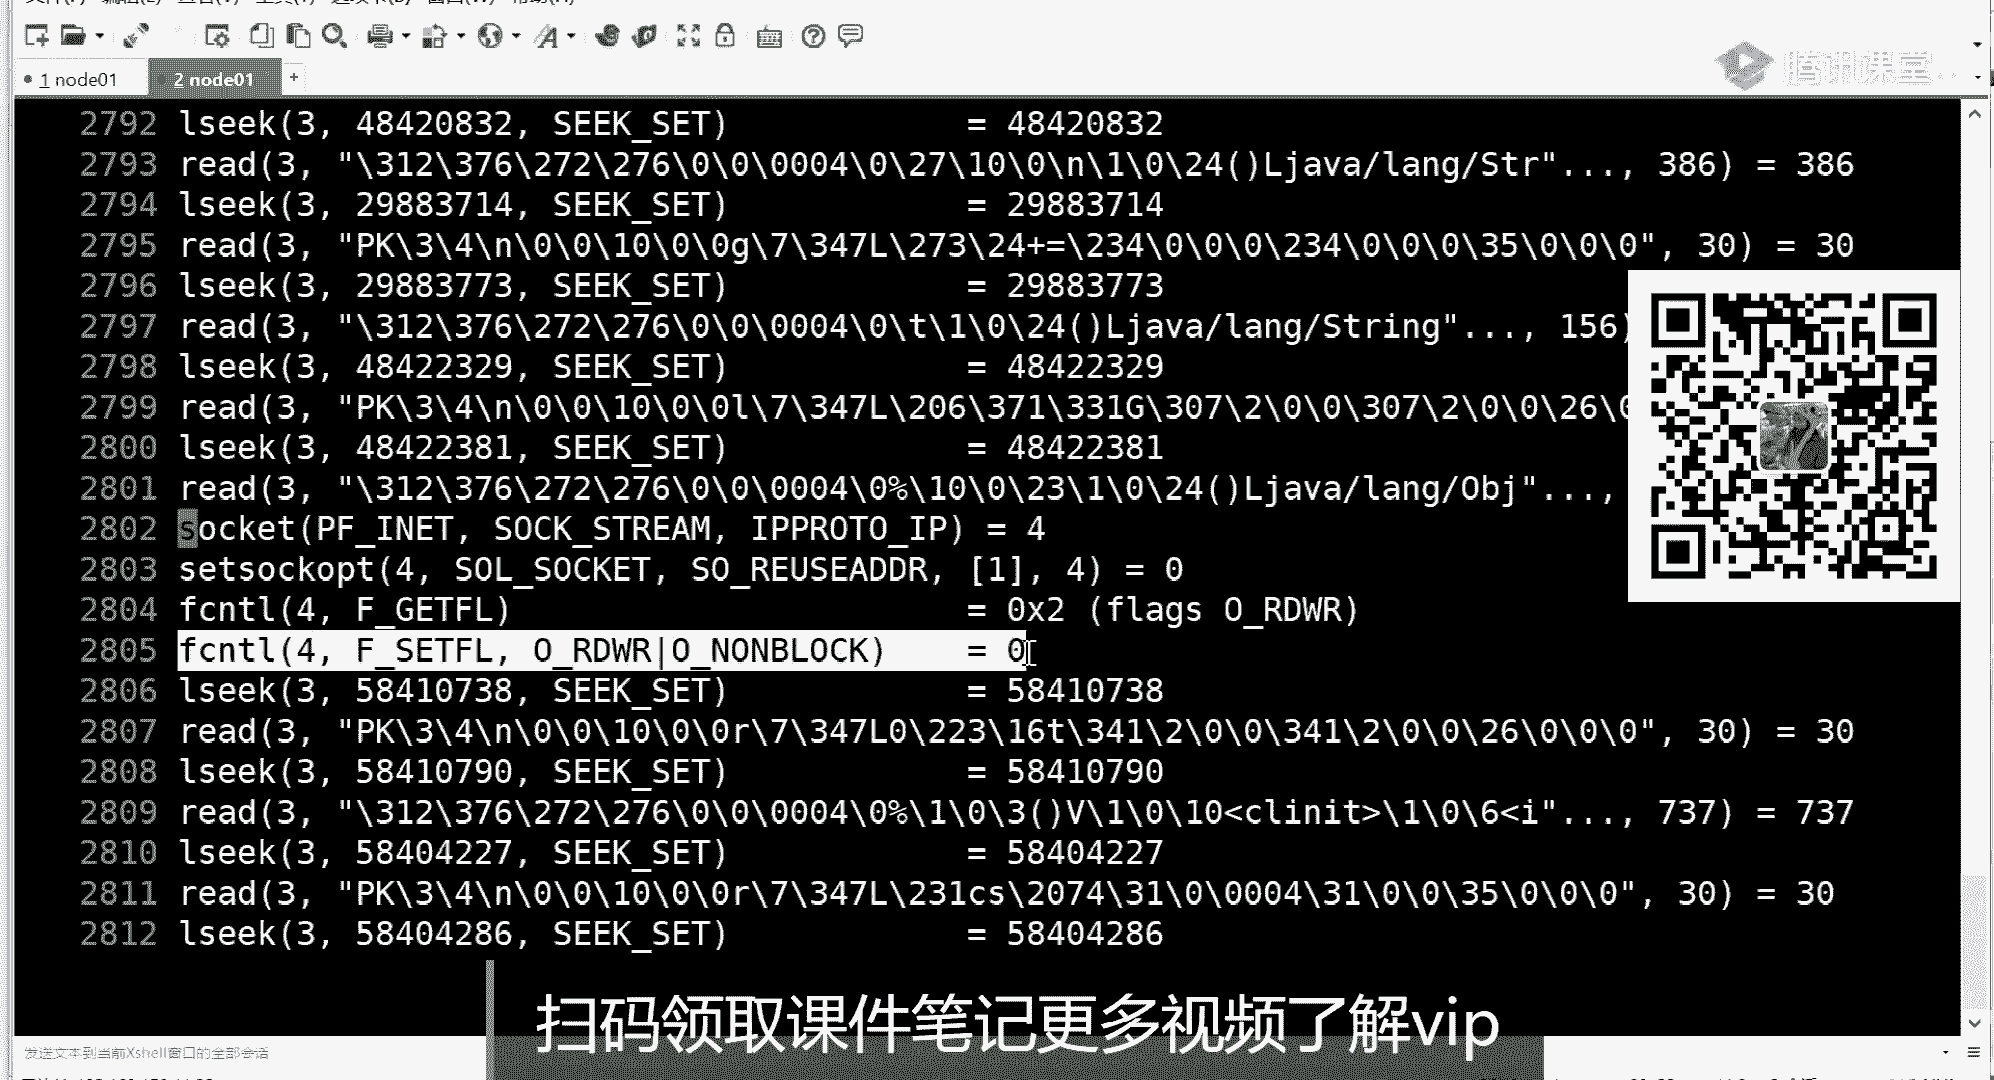 1 node01
2 node01
+
腾讯课堂
2792 lseek(3, 48420832, SEEK_SET) = 48420832
2793 read(3, "\312\376\272\276\0\0\0004\0\27\10\0\n\1\0\24()Ljava/lang/Str"..., 386) = 386
2794 lseek(3, 29883714, SEEK_SET) = 29883714
2795 read(3, "PK\3\4\n\0\0\10\0\0g\7\347L\273\24+=\234\0\0\0\234\0\0\0\35\0\0\0", 30) = 30
2796 lseek(3, 29883773, SEEK_SET) = 29883773
2797 read(3, "\312\376\272\276\0\0\0004\0\t\1\0\24()Ljava/lang/String"..., 156)
2798 lseek(3, 48422329, SEEK_SET) = 48422329
2799 read(3, "PK\3\4\n\0\0\10\0\0l\7\347L\206\371\331G\307\2\0\0\307\2\0\0\26\0
2800 lseek(3, 48422381, SEEK_SET) = 48422381
2801 read(3, "\312\376\272\276\0\0\0004\0%\10\0\23\1\0\24()Ljava/lang/Obj"...,
2802 socket(PF_INET, SOCK_STREAM, IPPROTO_IP) = 4
2803 setsockopt(4, SOL_SOCKET, SO_REUSEADDR, [1], 4) = 0
2804 fcntl(4, F_GETFL) = 0x2 (flags O_RDWR)
2805 fcntl(4, F_SETFL, O_RDWR|O_NONBLOCK) = 0
2806 lseek(3, 58410738, SEEK_SET) = 58410738
2807 read(3, "PK\3\4\n\0\0\10\0\0r\7\347L0\223\16t\341\2\0\0\341\2\0\0\26\0\0\0", 30) = 30
2808 lseek(3, 58410790, SEEK_SET) = 58410790
2809 read(3, "\312\376\272\276\0\0\0004\0%\1\0\3()V\1\0\10<clinit>\1\0\6<i"..., 737) = 737
2810 lseek(3, 58404227, SEEK_SET) = 58404227
2811 read(3, "PK\3\4\n\0\0\10\0\0r\7\347L\231cs\2074\31\0\0004\31\0\0\35\0\0\0", 30) = 30
2812 lseek(3, 58404286, SEEK_SET) = 58404286
扫码领取课件笔记更多视频了解vip
发送文本到当前Xshell窗口的全部会话